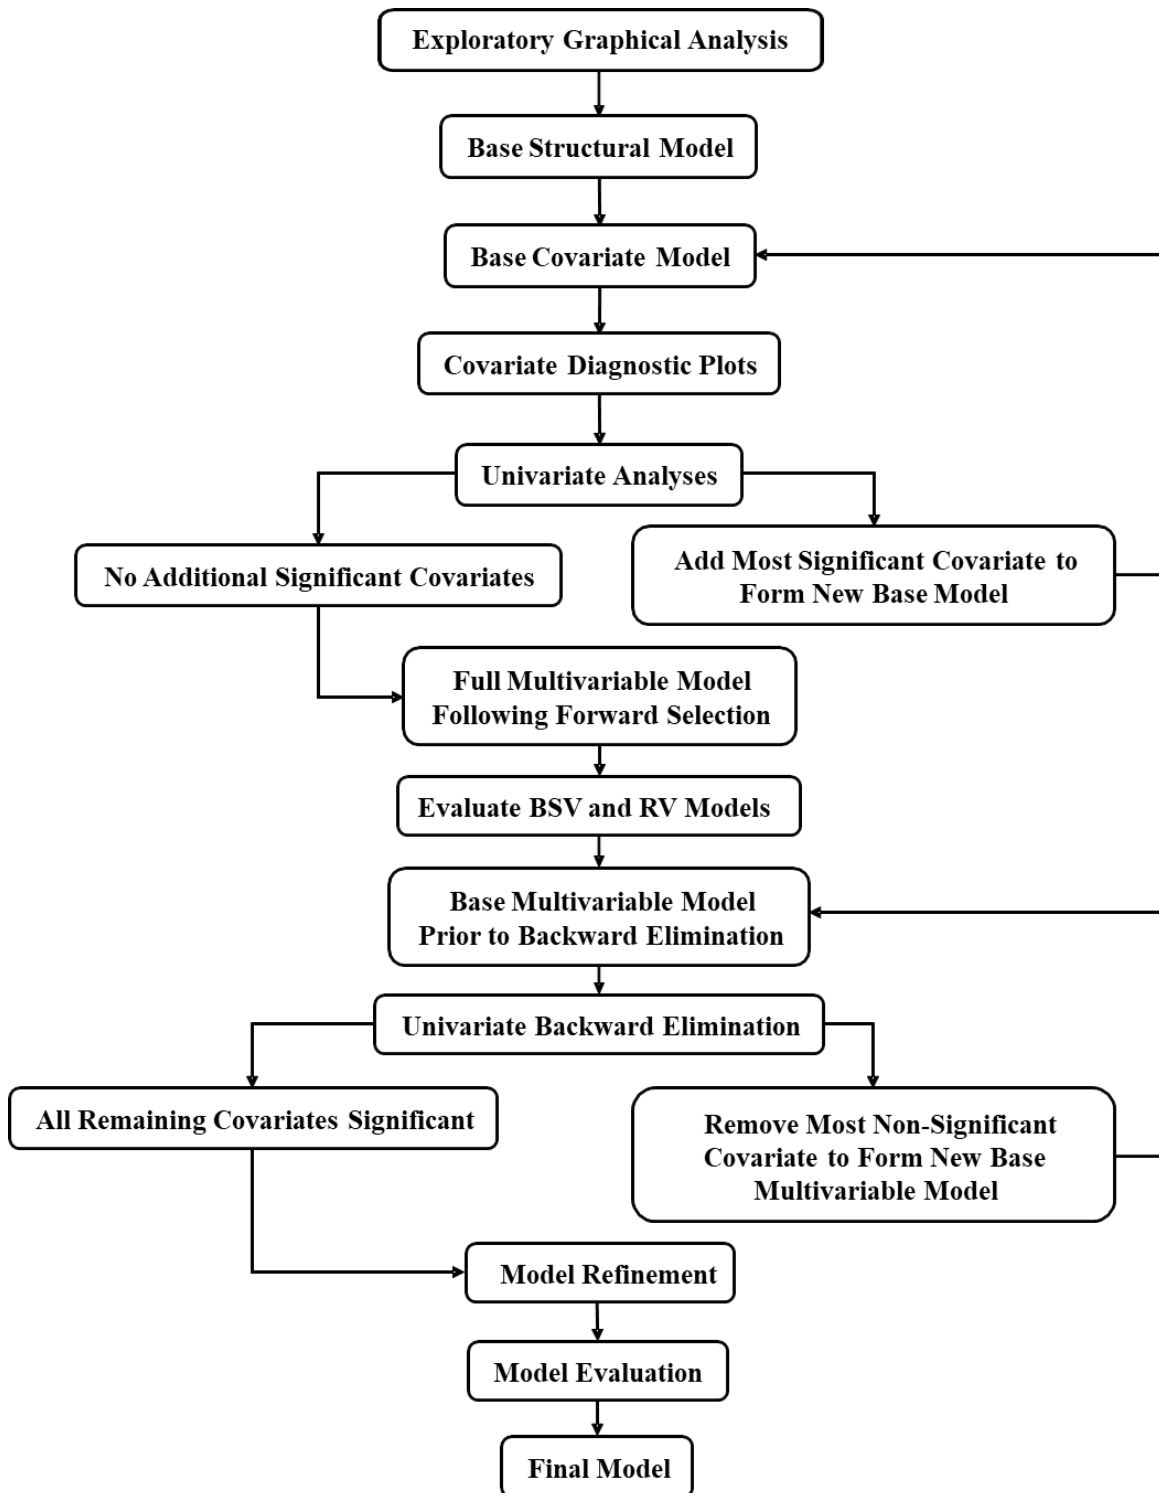 Exploratory Graphical Analysis
Base Structural Model
Base Covariate Model
Covariate Diagnostic Plots
Univariate Analyses
No Additional Significant Covariates
Add Most Significant Covariate to
Form New Base Model
Full Multivariable Model
Following Forward Selection
Evaluate BSV and RV Models
Base Multivariable Model
Prior to Backward Elimination
Univariate Backward Elimination
All Remaining Covariates Significant
Remove Most Non-Significant
Covariate to Form New Base
Multivariable Model
Model Refinement
Model Evaluation
Final Model